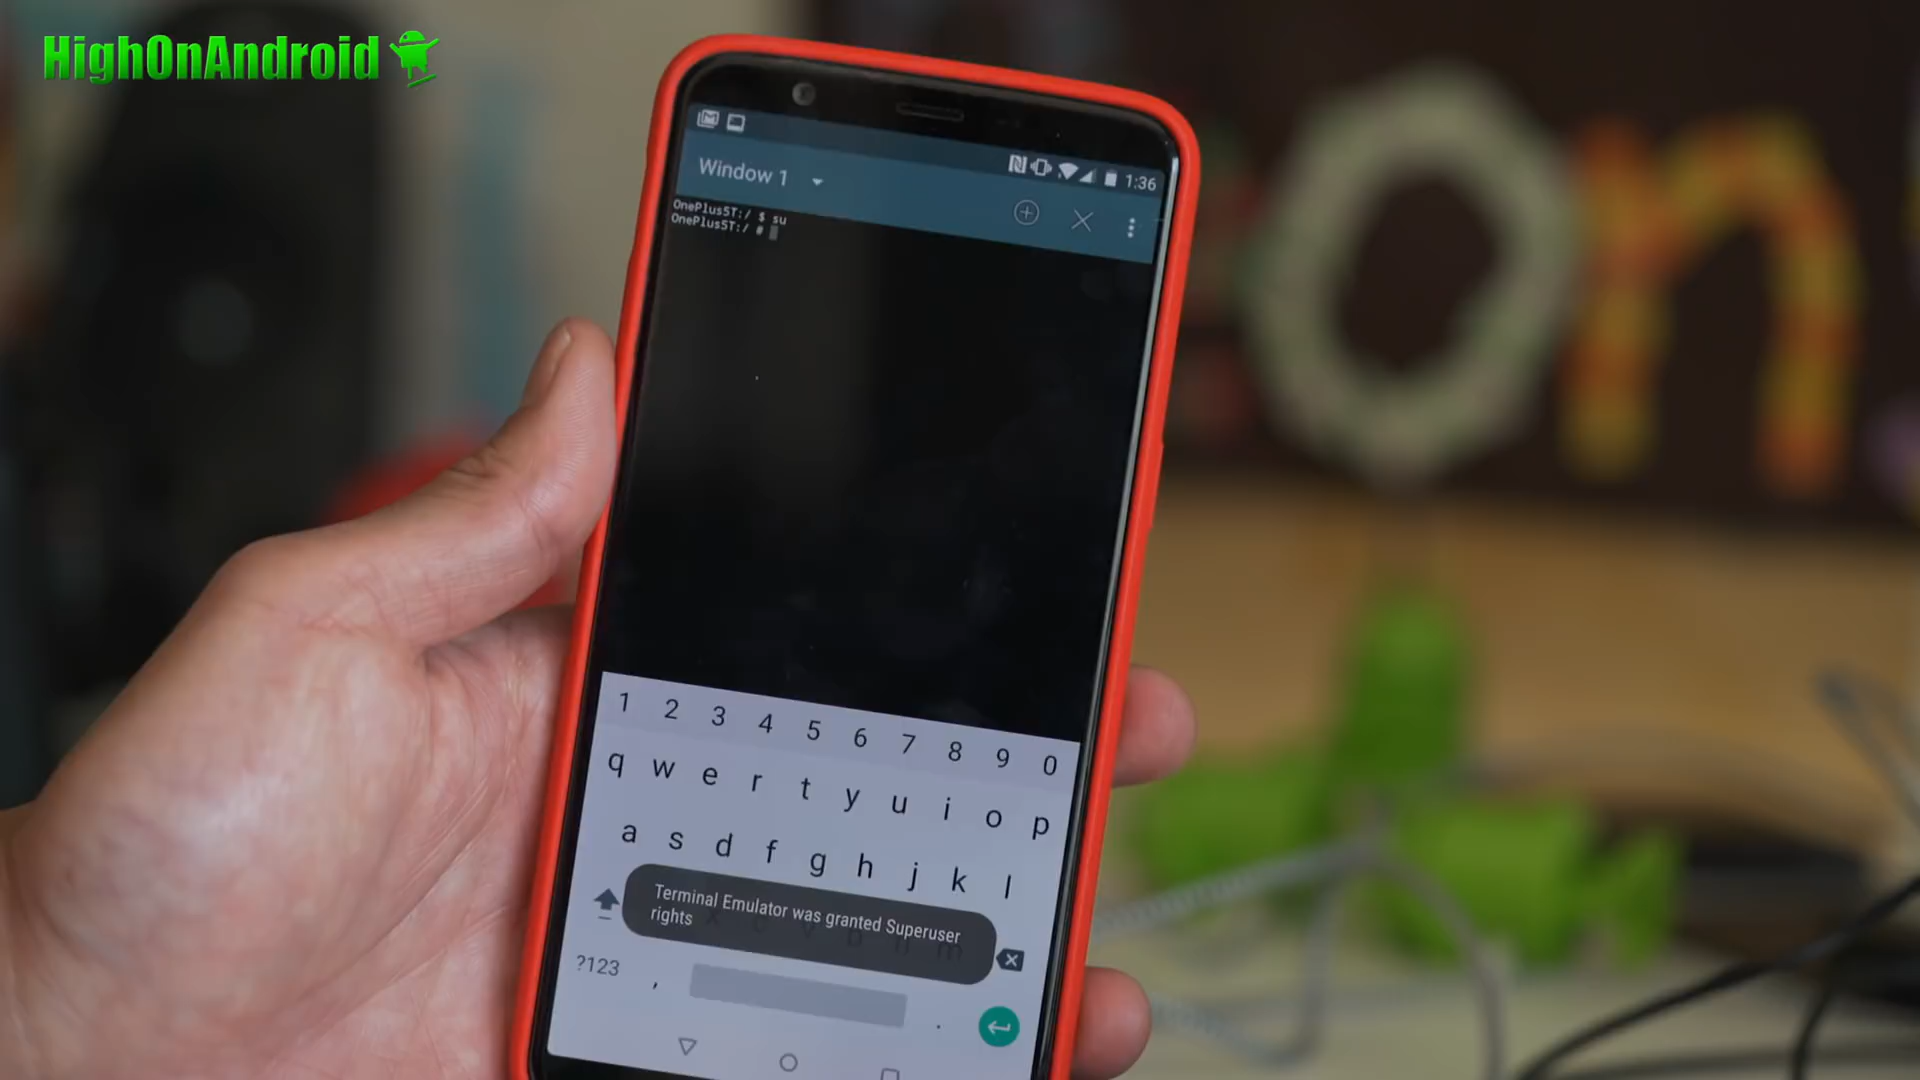 HighOnAndroid
1:36
Window 1
OnePlus5T:/ $ su
OnePlus5T:/ #
1 2 3 4 5 6 7 8 9 0
q w e r t y u i o p
a s d f g h j k l
Terminal Emulator was granted Superuser
rights
?123 , .
on